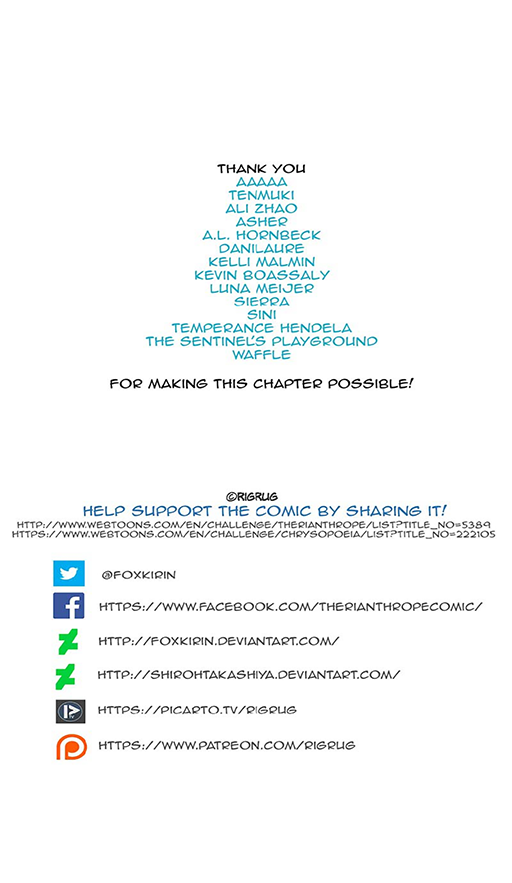 THANK YOU
AAAAA
TENMUKI
ALI ZHAO
ASHER
A.L. HORNBECK
DANILAURE
KELLI MALMIN
KEVIN BOASSALY
LUNA MEIJER
SIERRA
SINI
TEMPERANCE HENDELA
THE SENTINEL'S PLAYGROUND
WAFFLE
FOR MAKING THIS CHAPTER POSSIBLE!
©RIGRUG
HELP SUPPORT THE COMIC BY SHARING IT!
HTTP://WWW.WEBTOONS.COM/EN/CHALLENGE/THERIANTHROPE/LIST?TITLE_NO=5389
HTTPS://WWW.WEBTOONS.COM/EN/CHALLENGE/CHRYSOPOEIA/LIST?TITLE_NO=222105
@FOXKIRIN
HTTPS://WWW.FACEBOOK.COM/THERIANTHROPECOMIC/
HTTP://FOXKIRIN.DEVIANTART.COM/
HTTP://SHIROHTAKASHIYA.DEVIANTART.COM/
HTTPS://PICARTO.TV/RIGRUG
HTTPS://WWW.PATREON.COM/RIGRUG